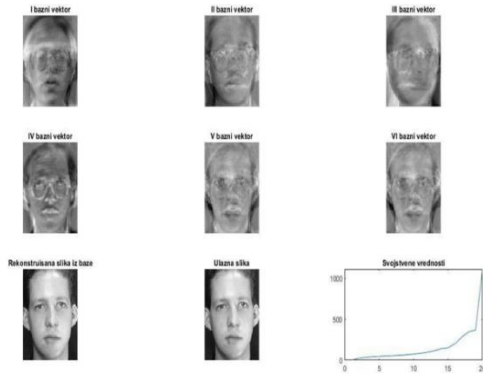 I bazni vektor
II bazni vektor
III bazni vektor
IV bazni vektor
V bazni vektor
VI bazni vektor
Rekonstruisana slika iz baze
Ulazna slika
Svojstvene vrednosti
1000
500
0
0 5 10 15 20